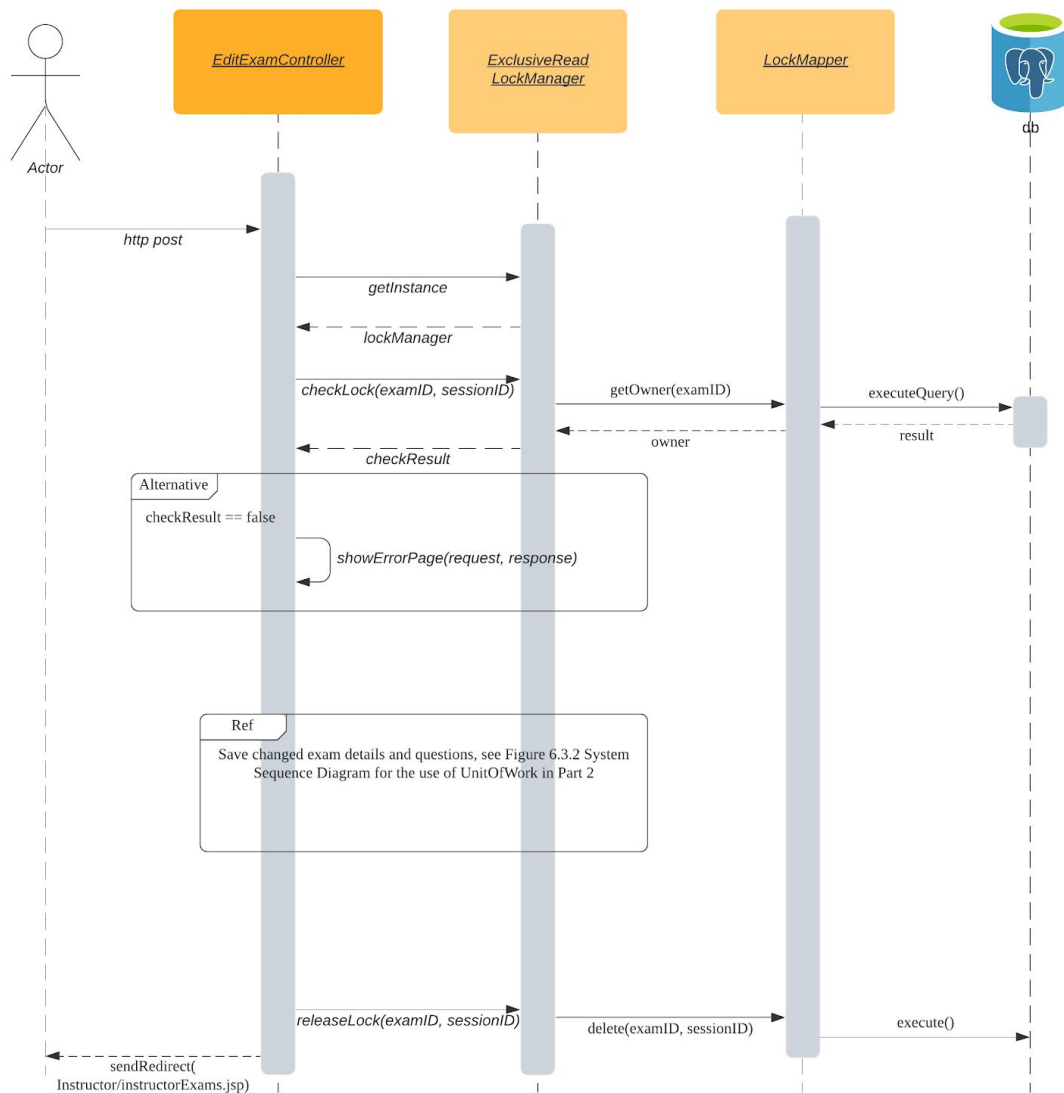 EditExamController
ExclusiveRead
LockManager
LockMapper
db
Actor
http post
getInstance
lockManager
checkLock(examID, sessionID)
getOwner(examID)
executeQuery()
result
owner
checkResult
Alternative
checkResult == false
showErrorPage(request, response)
Ref
Save changed exam details and questions, see Figure 6.3.2 System
Sequence Diagram for the use of UnitOfWork in Part 2
releaseLock(examID, sessionID)
delete(examID, sessionID)
execute()
sendRedirect(
Instructor/instructorExams.jsp)